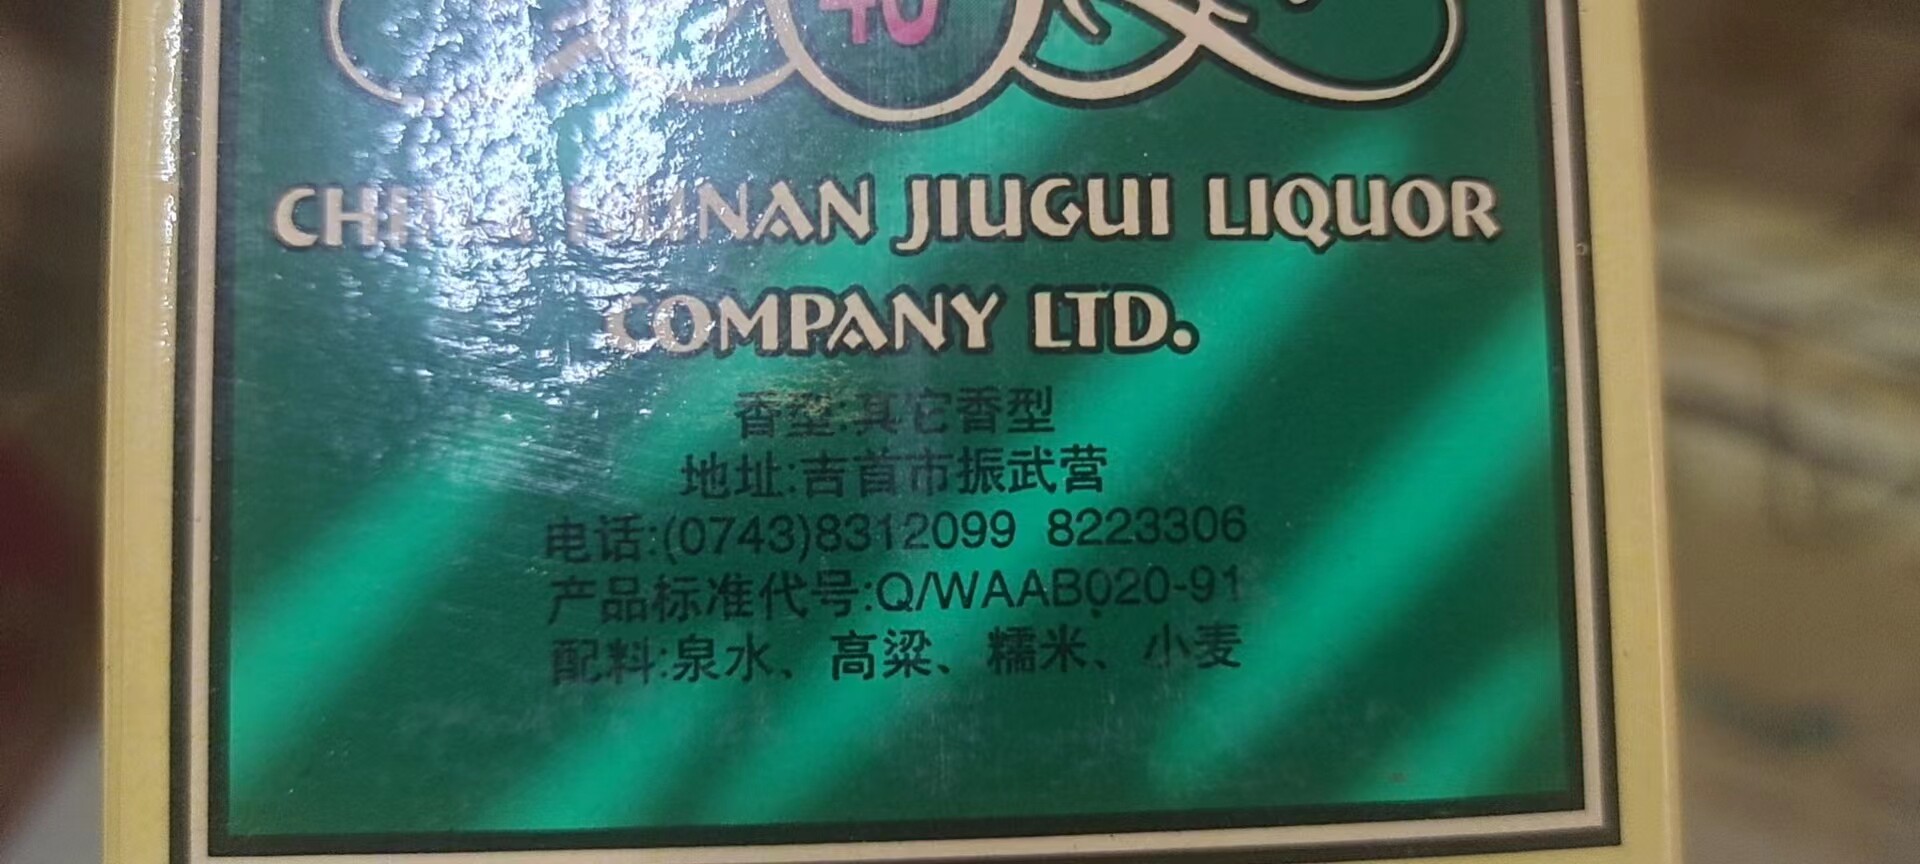 40
CHINA HUNAN JIUGUI LIQUOR
COMPANY LTD.
香型:其它香型
地址:吉首市振武营
电话:(0743)8312099 8223306
产品标准代号:Q/WAAB020-91
配料:泉水、高粱、糯米、小麦